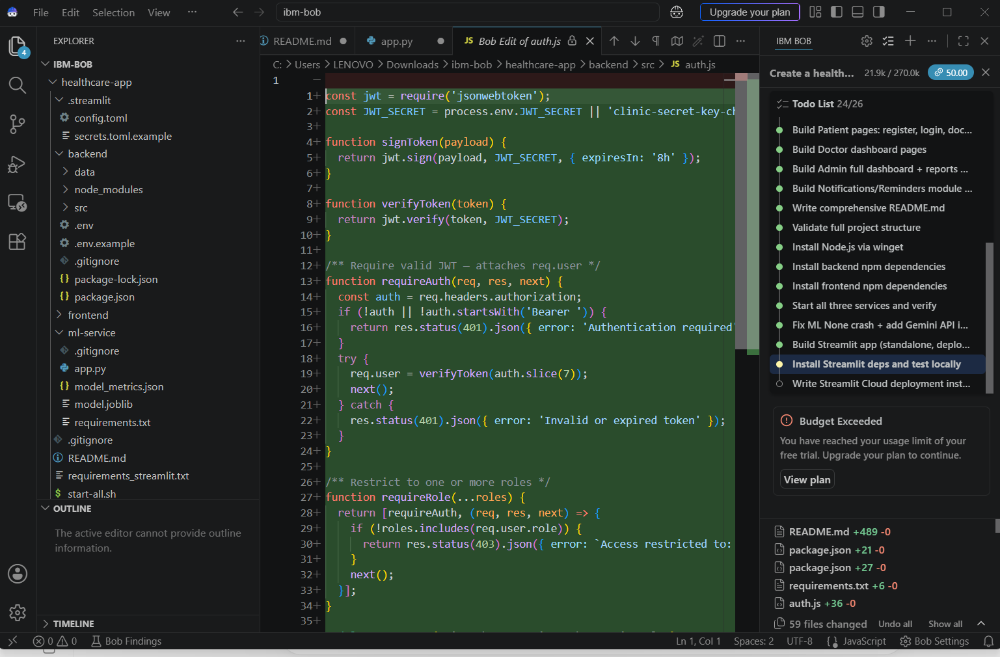 File Edit Selection View ··· ibm-bob Upgrade your plan
4
EXPLORER ···
IBM-BOB
healthcare-app
.streamlit
config.toml
secrets.toml.example
backend
data
node_modules
src
.env
.env.example
.gitignore
{} package-lock.json
{} package.json
frontend
ml-service
.gitignore
app.py
{} model_metrics.json
model.joblib
requirements.txt
.gitignore
README.md
requirements_streamlit.txt
$ start-all.sh
OUTLINE
The active editor cannot provide outline
information.
TIMELINE
README.md app.py JS Bob Edit of auth.js ···
C: > Users > LENOVO > Downloads > ibm-bob > healthcare-app > backend > src > JS auth.js
1 —
1+ const jwt = require('jsonwebtoken');
2+ const JWT_SECRET = process.env.JWT_SECRET || 'clinic-secret-key-ch
3+
4+ function signToken(payload) {
5+ return jwt.sign(payload, JWT_SECRET, { expiresIn: '8h' });
6+ }
7+
8+ function verifyToken(token) {
9+ return jwt.verify(token, JWT_SECRET);
10+ }
11+
12+ /** Require valid JWT — attaches req.user */
13+ function requireAuth(req, res, next) {
14+ const auth = req.headers.authorization;
15+ if (!auth || !auth.startsWith('Bearer ')) {
16+ return res.status(401).json({ error: 'Authentication required'
17+ }
18+ try {
19+ req.user = verifyToken(auth.slice(7));
20+ next();
21+ } catch {
22+ res.status(401).json({ error: 'Invalid or expired token' });
23+ }
24+ }
25+
26+ /** Restrict to one or more roles */
27+ function requireRole(...roles) {
28+ return [requireAuth, (req, res, next) => {
29+ if (!roles.includes(req.user.role)) {
30+ return res.status(403).json({ error: `Access restricted to:
31+ }
32+ next();
33+ }];
34+ }
35+
IBM BOB ···
Create a health... 21.9k / 270.0k 50.00
Todo List 24/26
Build Patient pages: register, login, doc...
Build Doctor dashboard pages
Build Admin full dashboard + reports ...
Build Notifications/Reminders module ...
Write comprehensive README.md
Validate full project structure
Install Node.js via winget
Install backend npm dependencies
Install frontend npm dependencies
Start all three services and verify
Fix ML None crash + add Gemini API i...
Build Streamlit app (standalone, deplo...
Install Streamlit deps and test locally
Write Streamlit Cloud deployment inst...
Budget Exceeded
You have reached your usage limit of your
free trial. Upgrade your plan to continue.
View plan
README.md +489 -0
package.json +21 -0
package.json +27 -0
requirements.txt +6 -0
auth.js +36 -0
59 files changed Undo all Show all
0 0 Bob Findings Ln 1, Col 1 Spaces: 2 UTF-8 {} JavaScript Bob Settings